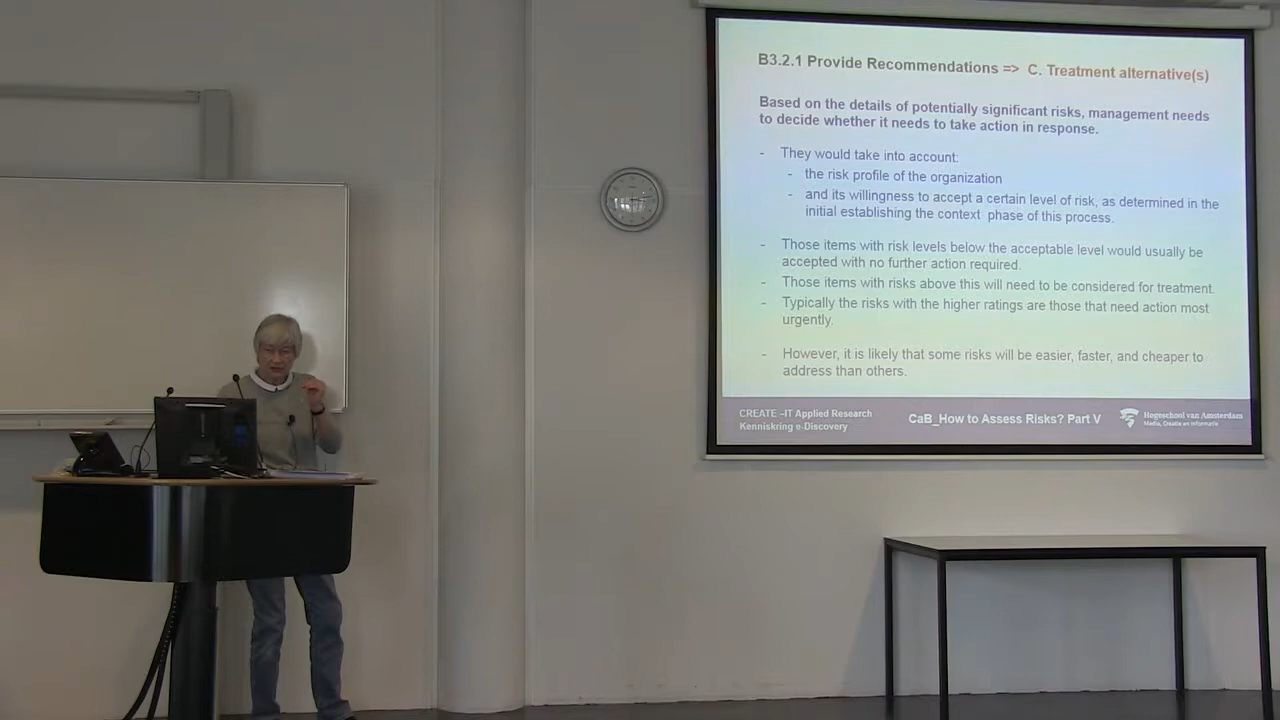 B3.2.1 Provide Recommendations => C. Treatment alternative(s)
Based on the details of potentially significant risks, management needs
to decide whether it needs to take action in response.
- They would take into account:
- the risk profile of the organization
- and its willingness to accept a certain level of risk, as determined in the
initial establishing the context phase of this process.
- Those items with risk levels below the acceptable level would usually be
accepted with no further action required.
- Those items with risks above this will need to be considered for treatment.
- Typically the risks with the higher ratings are those that need action most
urgently.
- However, it is likely that some risks will be easier, faster, and cheaper to
address than others.
CREATE –IT Applied Research
Kenniskring e-Discovery
CaB_How to Assess Risks? Part V
Hogeschool van Amsterdam
Media, Creatie en Informatie